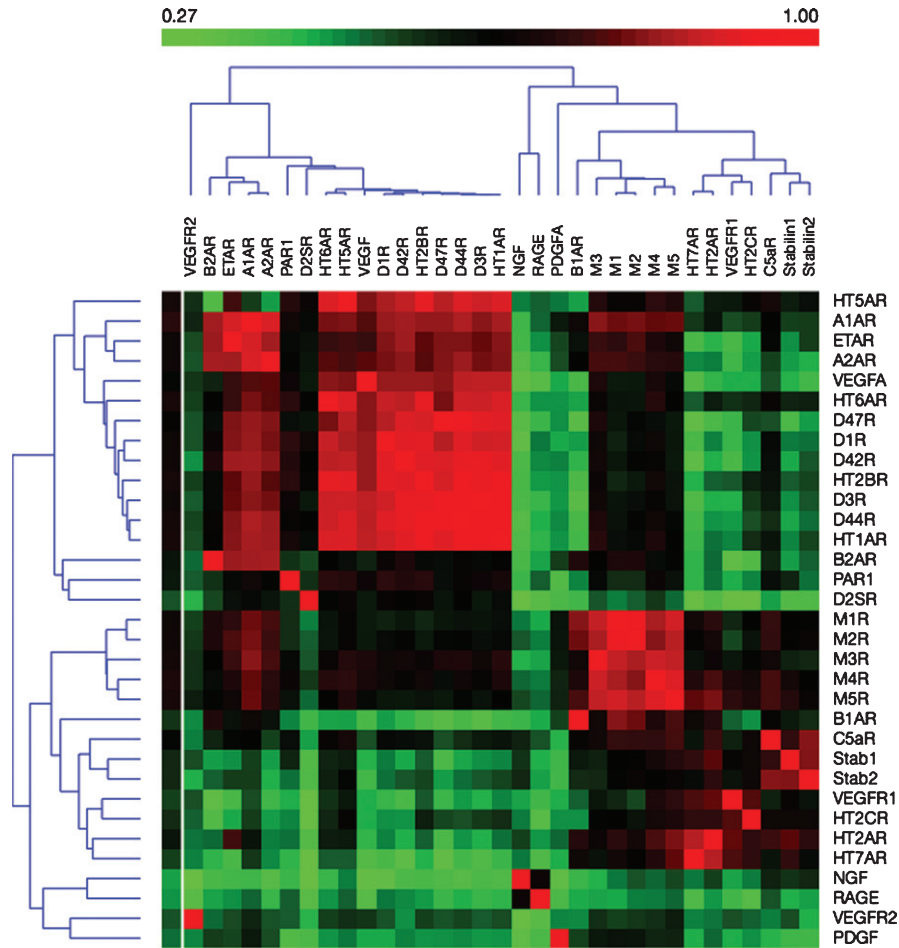 0.27 1.00
VEGFR2
B2AR
ETAR
A1AR
A2AR
PAR1
D2SR
HT6AR
HT5AR
VEGF
D1R
D42R
HT2BR
D47R
D44R
D3R
HT1AR
NGF
RAGE
PDGFA
B1AR
M3
M1
M2
M4
M5
HT7AR
HT2AR
VEGFR1
HT2CR
C5aR
Stabilin1
Stabilin2
HT5AR
A1AR
ETAR
A2AR
VEGFA
HT6AR
D47R
D1R
D42R
HT2BR
D3R
D44R
HT1AR
B2AR
PAR1
D2SR
M1R
M2R
M3R
M4R
M5R
B1AR
C5aR
Stab1
Stab2
VEGFR1
HT2CR
HT2AR
HT7AR
NGF
RAGE
VEGFR2
PDGF